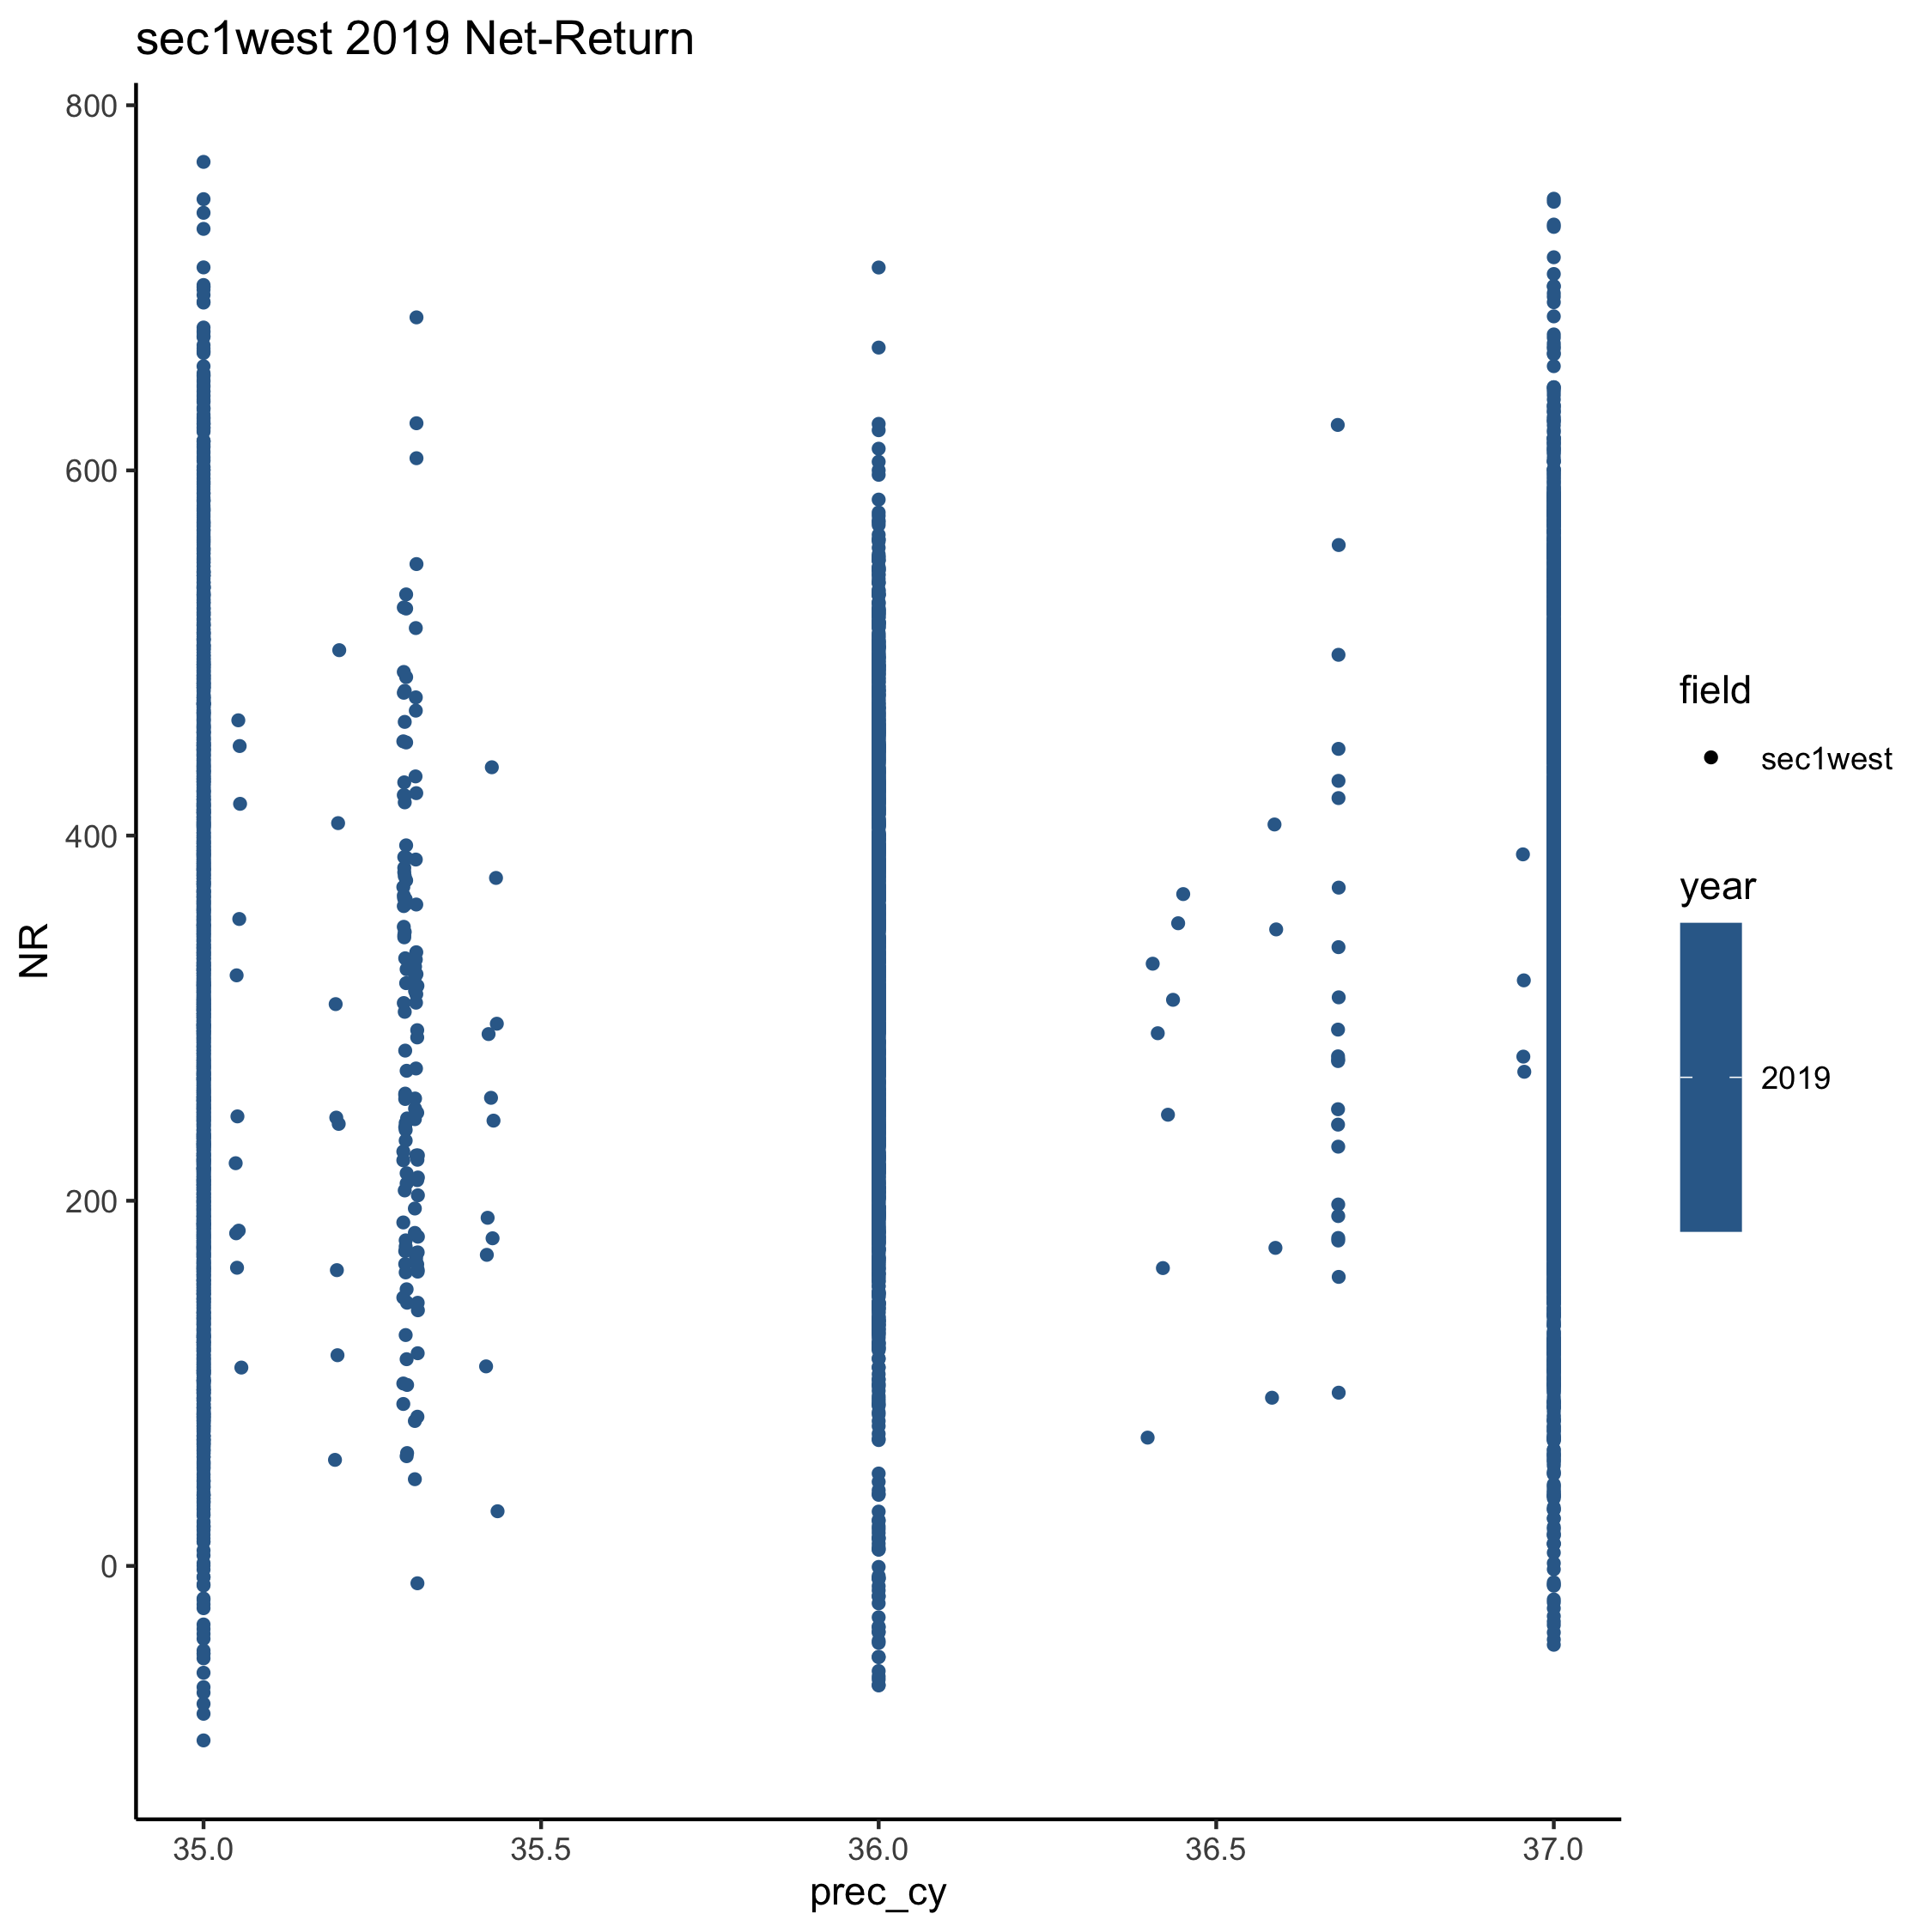 sec1west 2019 Net-Return
800
600
400
200
0
NR
35.0 35.5 36.0 36.5 37.0
prec_cy
field
sec1west
year
2019